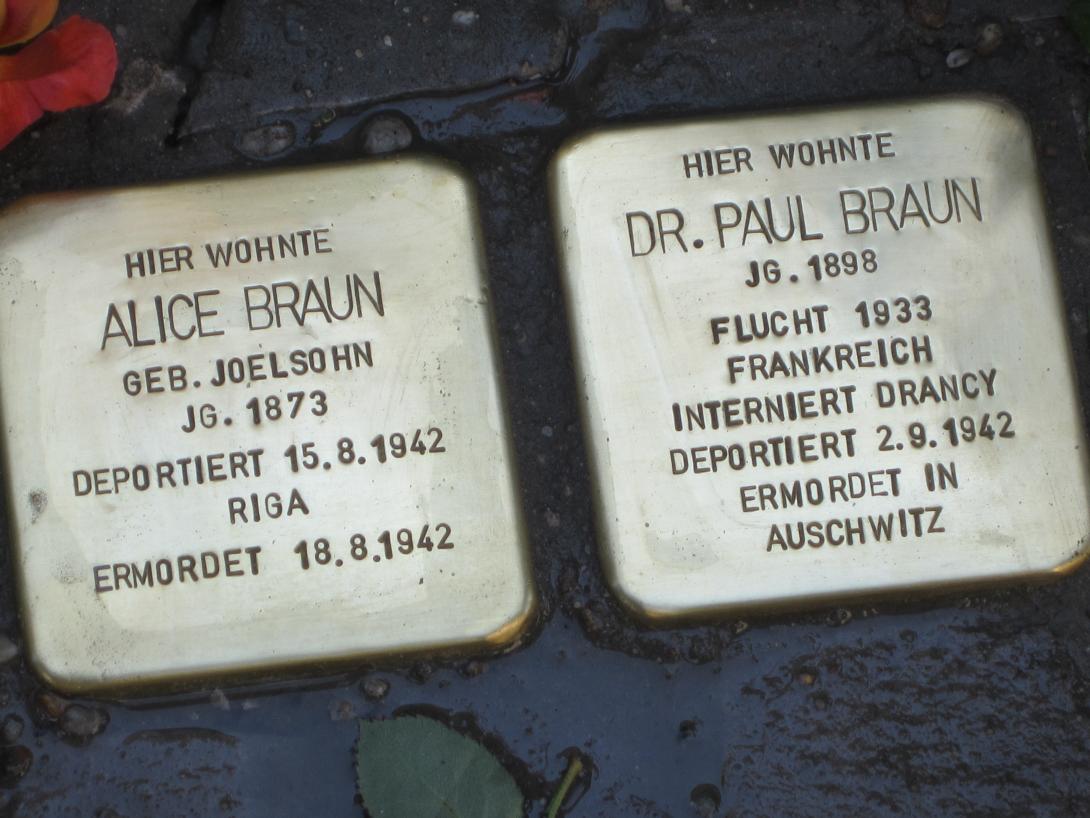 HIER WOHNTE
ALICE BRAUN
GEB. JOELSOHN
JG. 1873
DEPORTIERT 15.8.1942
RIGA
ERMORDET 18.8.1942
HIER WOHNTE
DR. PAUL BRAUN
JG. 1898
FLUCHT 1933
FRANKREICH
INTERNIERT DRANCY
DEPORTIERT 2.9.1942
ERMORDET IN
AUSCHWITZ